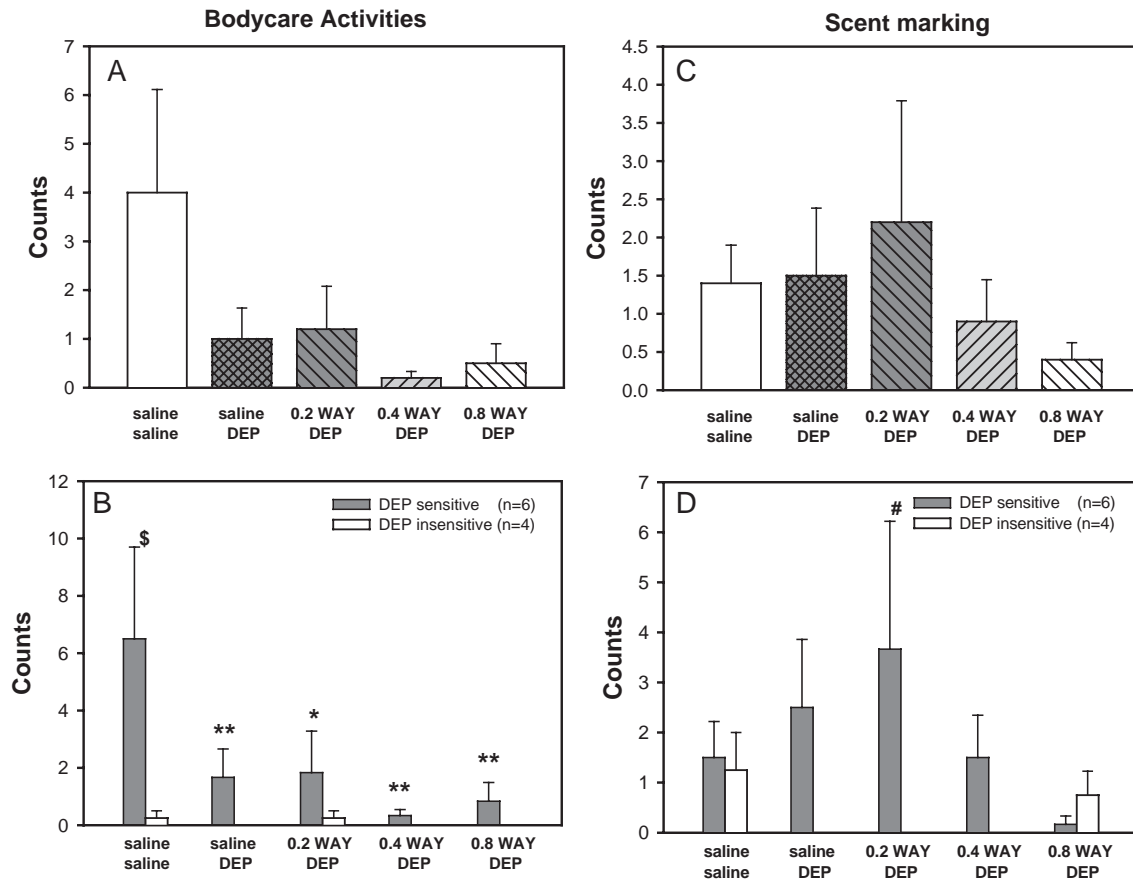 Bodycare Activities
A
Counts
7
6
5
4
3
2
1
0
saline saline 0.2 WAY 0.4 WAY 0.8 WAY
saline DEP DEP DEP DEP
Scent marking
C
Counts
4.5
4.0
3.5
3.0
2.5
2.0
1.5
1.0
0.5
0.0
saline saline 0.2 WAY 0.4 WAY 0.8 WAY
saline DEP DEP DEP DEP
B
DEP sensitive (n=6)
DEP insensitive (n=4)
Counts
12
10
8
6
4
2
0
$
** * ** **
saline saline 0.2 WAY 0.4 WAY 0.8 WAY
saline DEP DEP DEP DEP
D
DEP sensitive (n=6)
DEP insensitive (n=4)
Counts
7
6
5
4
3
2
1
0
#
saline saline 0.2 WAY 0.4 WAY 0.8 WAY
saline DEP DEP DEP DEP